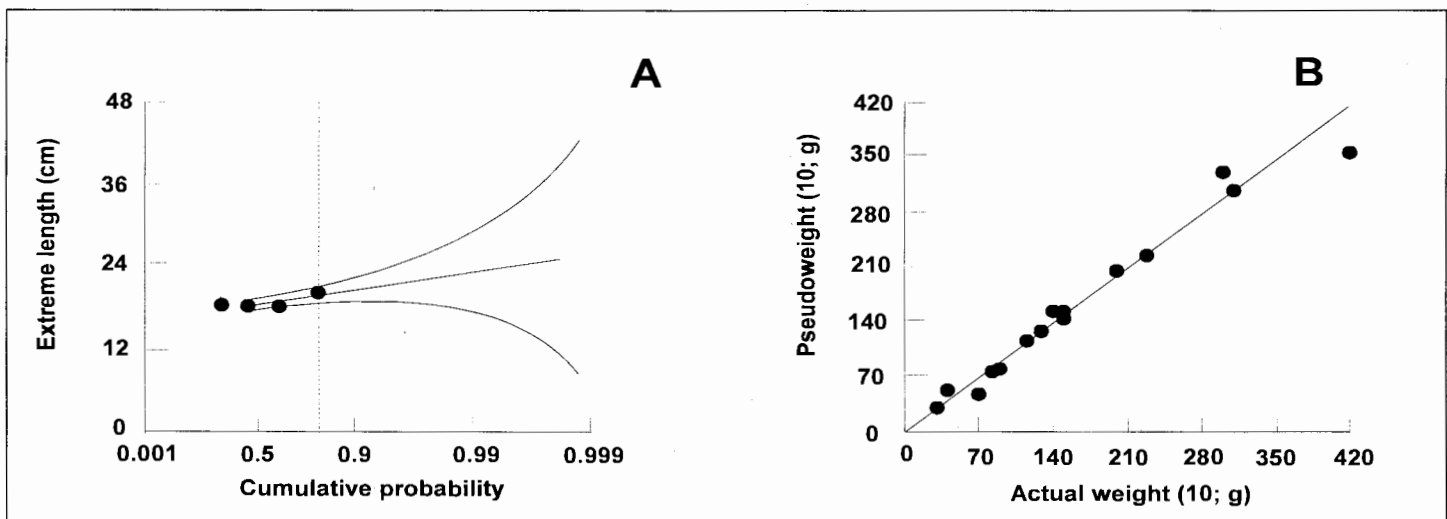 A
48
36
24
12
0
Extreme length (cm)
0.001 0.5 0.9 0.99 0.999
Cumulative probability
B
420
350
280
210
140
70
0
Pseudoweight (10; g)
0 70 140 210 280 350 420
Actual weight (10; g)